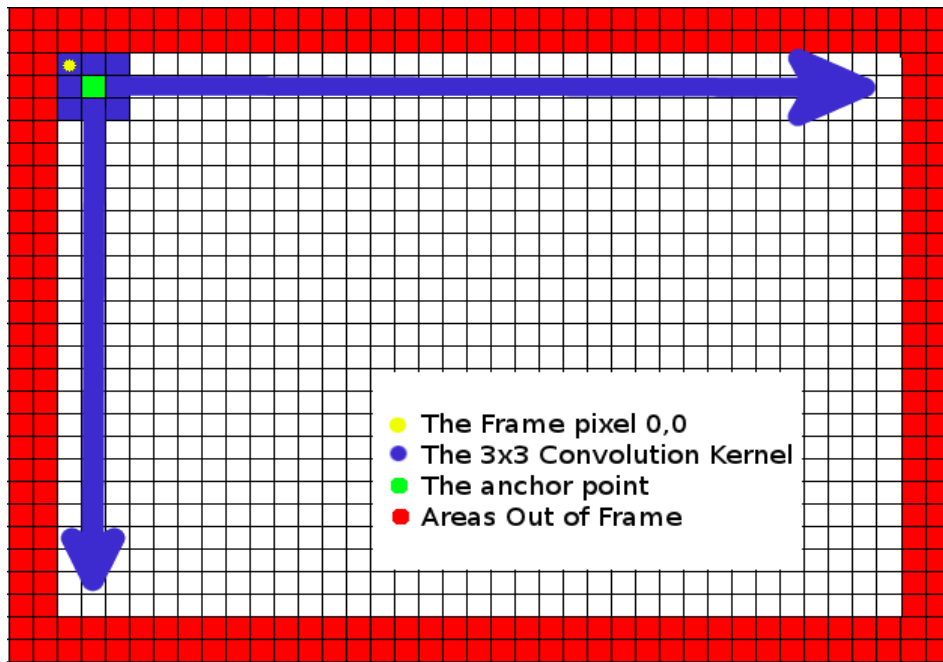 The Frame pixel 0,0
The 3x3 Convolution Kernel
The anchor point
Areas Out of Frame